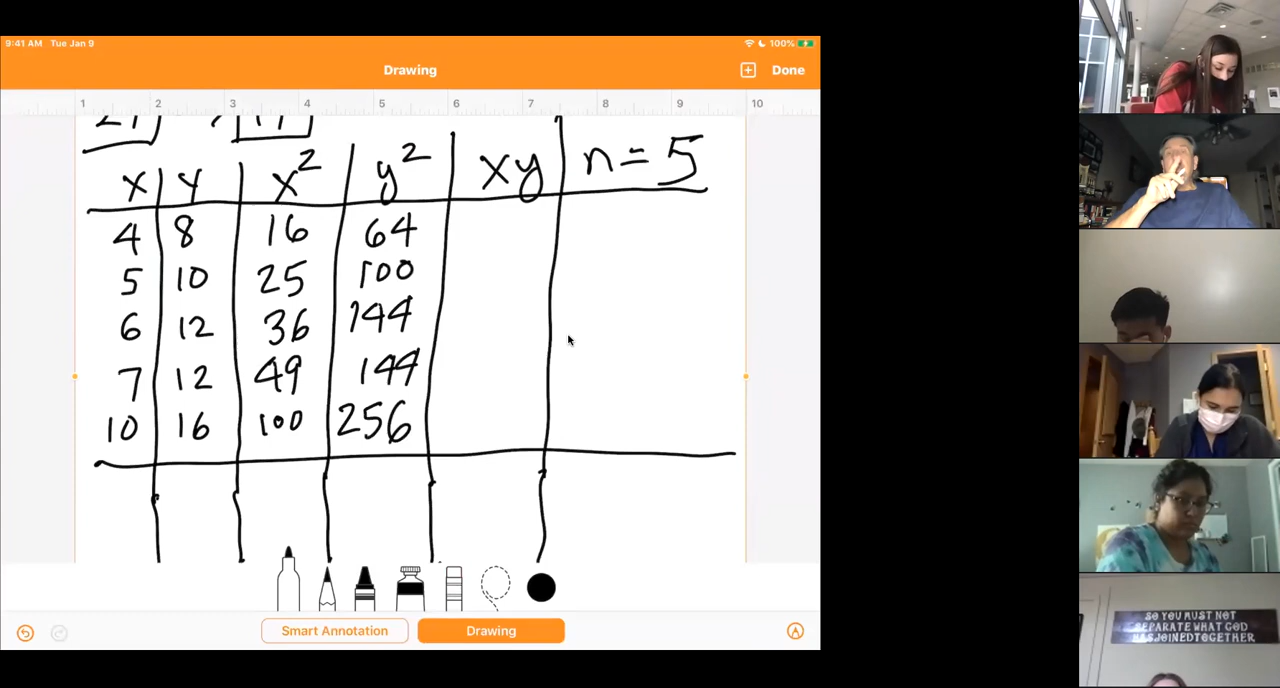 9:41 AM Tue Jan 9
100%
Drawing
Done
1 2 3 4 5 6 7 8 9 10
x y x² y² xy n = 5
4 8 16 64
5 10 25 100
6 12 36 144
7 12 49 144
10 16 100 256
Smart Annotation
Drawing
SO YOU MUST NOT
SEPARATE WHAT GOD
HAS JOINED TOGETHER